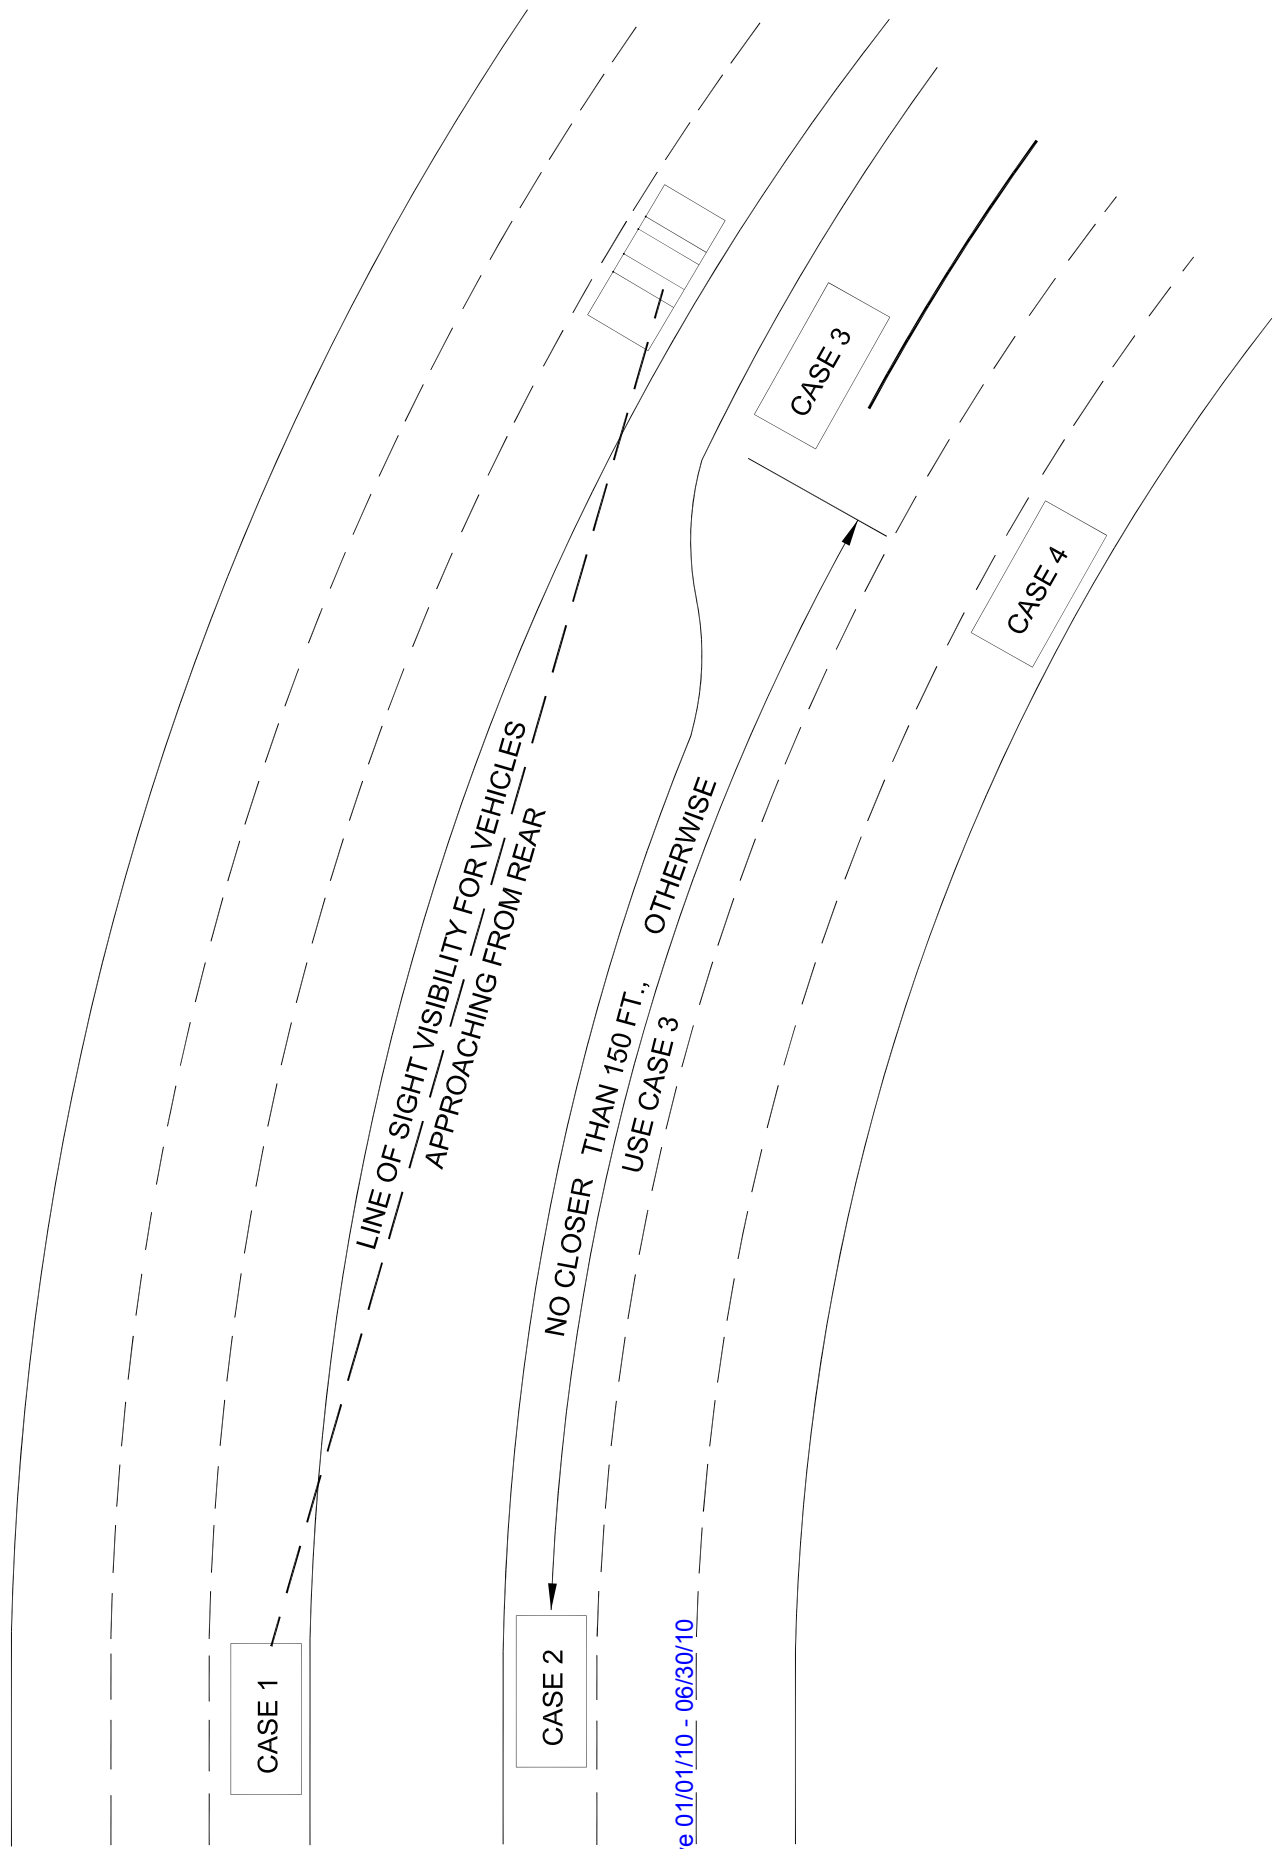 CASE 1
LINE OF SIGHT VISIBILITY FOR VEHICLES
APPROACHING FROM REAR
CASE 2
NO CLOSER THAN 150 FT., OTHERWISE
USE CASE 3
CASE 3
CASE 4
01/01/10 - 06/30/10